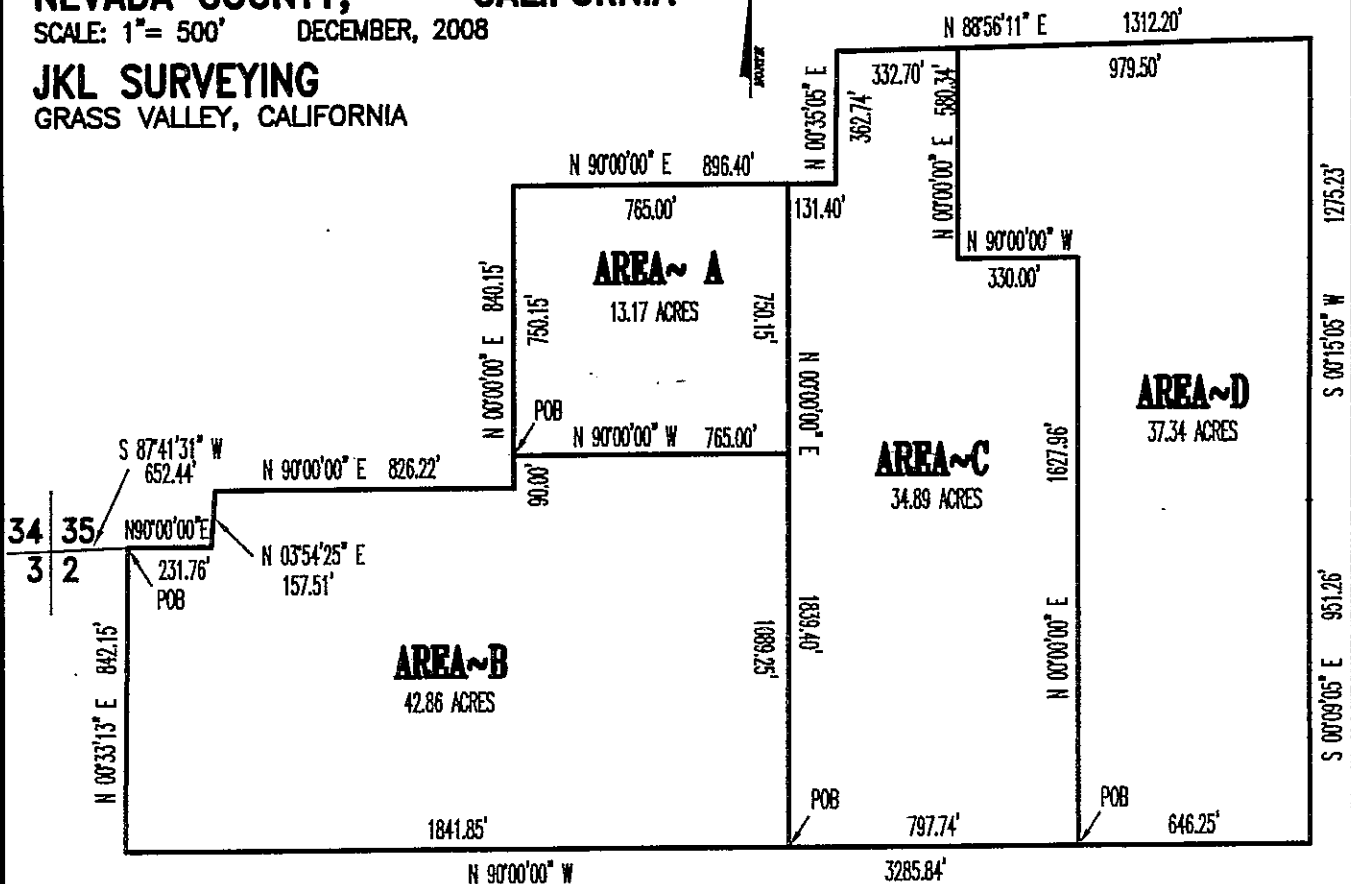 NEVADA COUNTY, CALIFORNIA
SCALE: 1"= 500' DECEMBER, 2008
JKL SURVEYING
GRASS VALLEY, CALIFORNIA
NORTH
N 88°56'11" E 1312.20'
332.70'
979.50'
N 00°35'05" E
362.74'
N 00°00'00" E 580.34'
N 90°00'00" E 896.40'
765.00'
131.40'
N 90°00'00" W
330.00'
S 00°15'05" W 1275.23'
AREA~ A
13.17 ACRES
N 00°00'00" E 840.15'
750.15'
750.15'
N 00°00'00" E
AREA~D
37.34 ACRES
POB
N 90°00'00" W 765.00'
AREA~C
34.89 ACRES
1627.96'
S 87°41'31" W
652.44'
N 90°00'00" E 826.22'
90.00'
34 35
3 2
N90°00'00"E
231.76'
POB
N 03°54'25" E
157.51'
N 00°33'13" E 842.15'
AREA~B
42.86 ACRES
1089.25'
1839.40'
N 00°00'00" E
S 00°09'05" E 951.26'
POB
POB
1841.85'
797.74'
646.25'
N 90°00'00" W 3285.84'